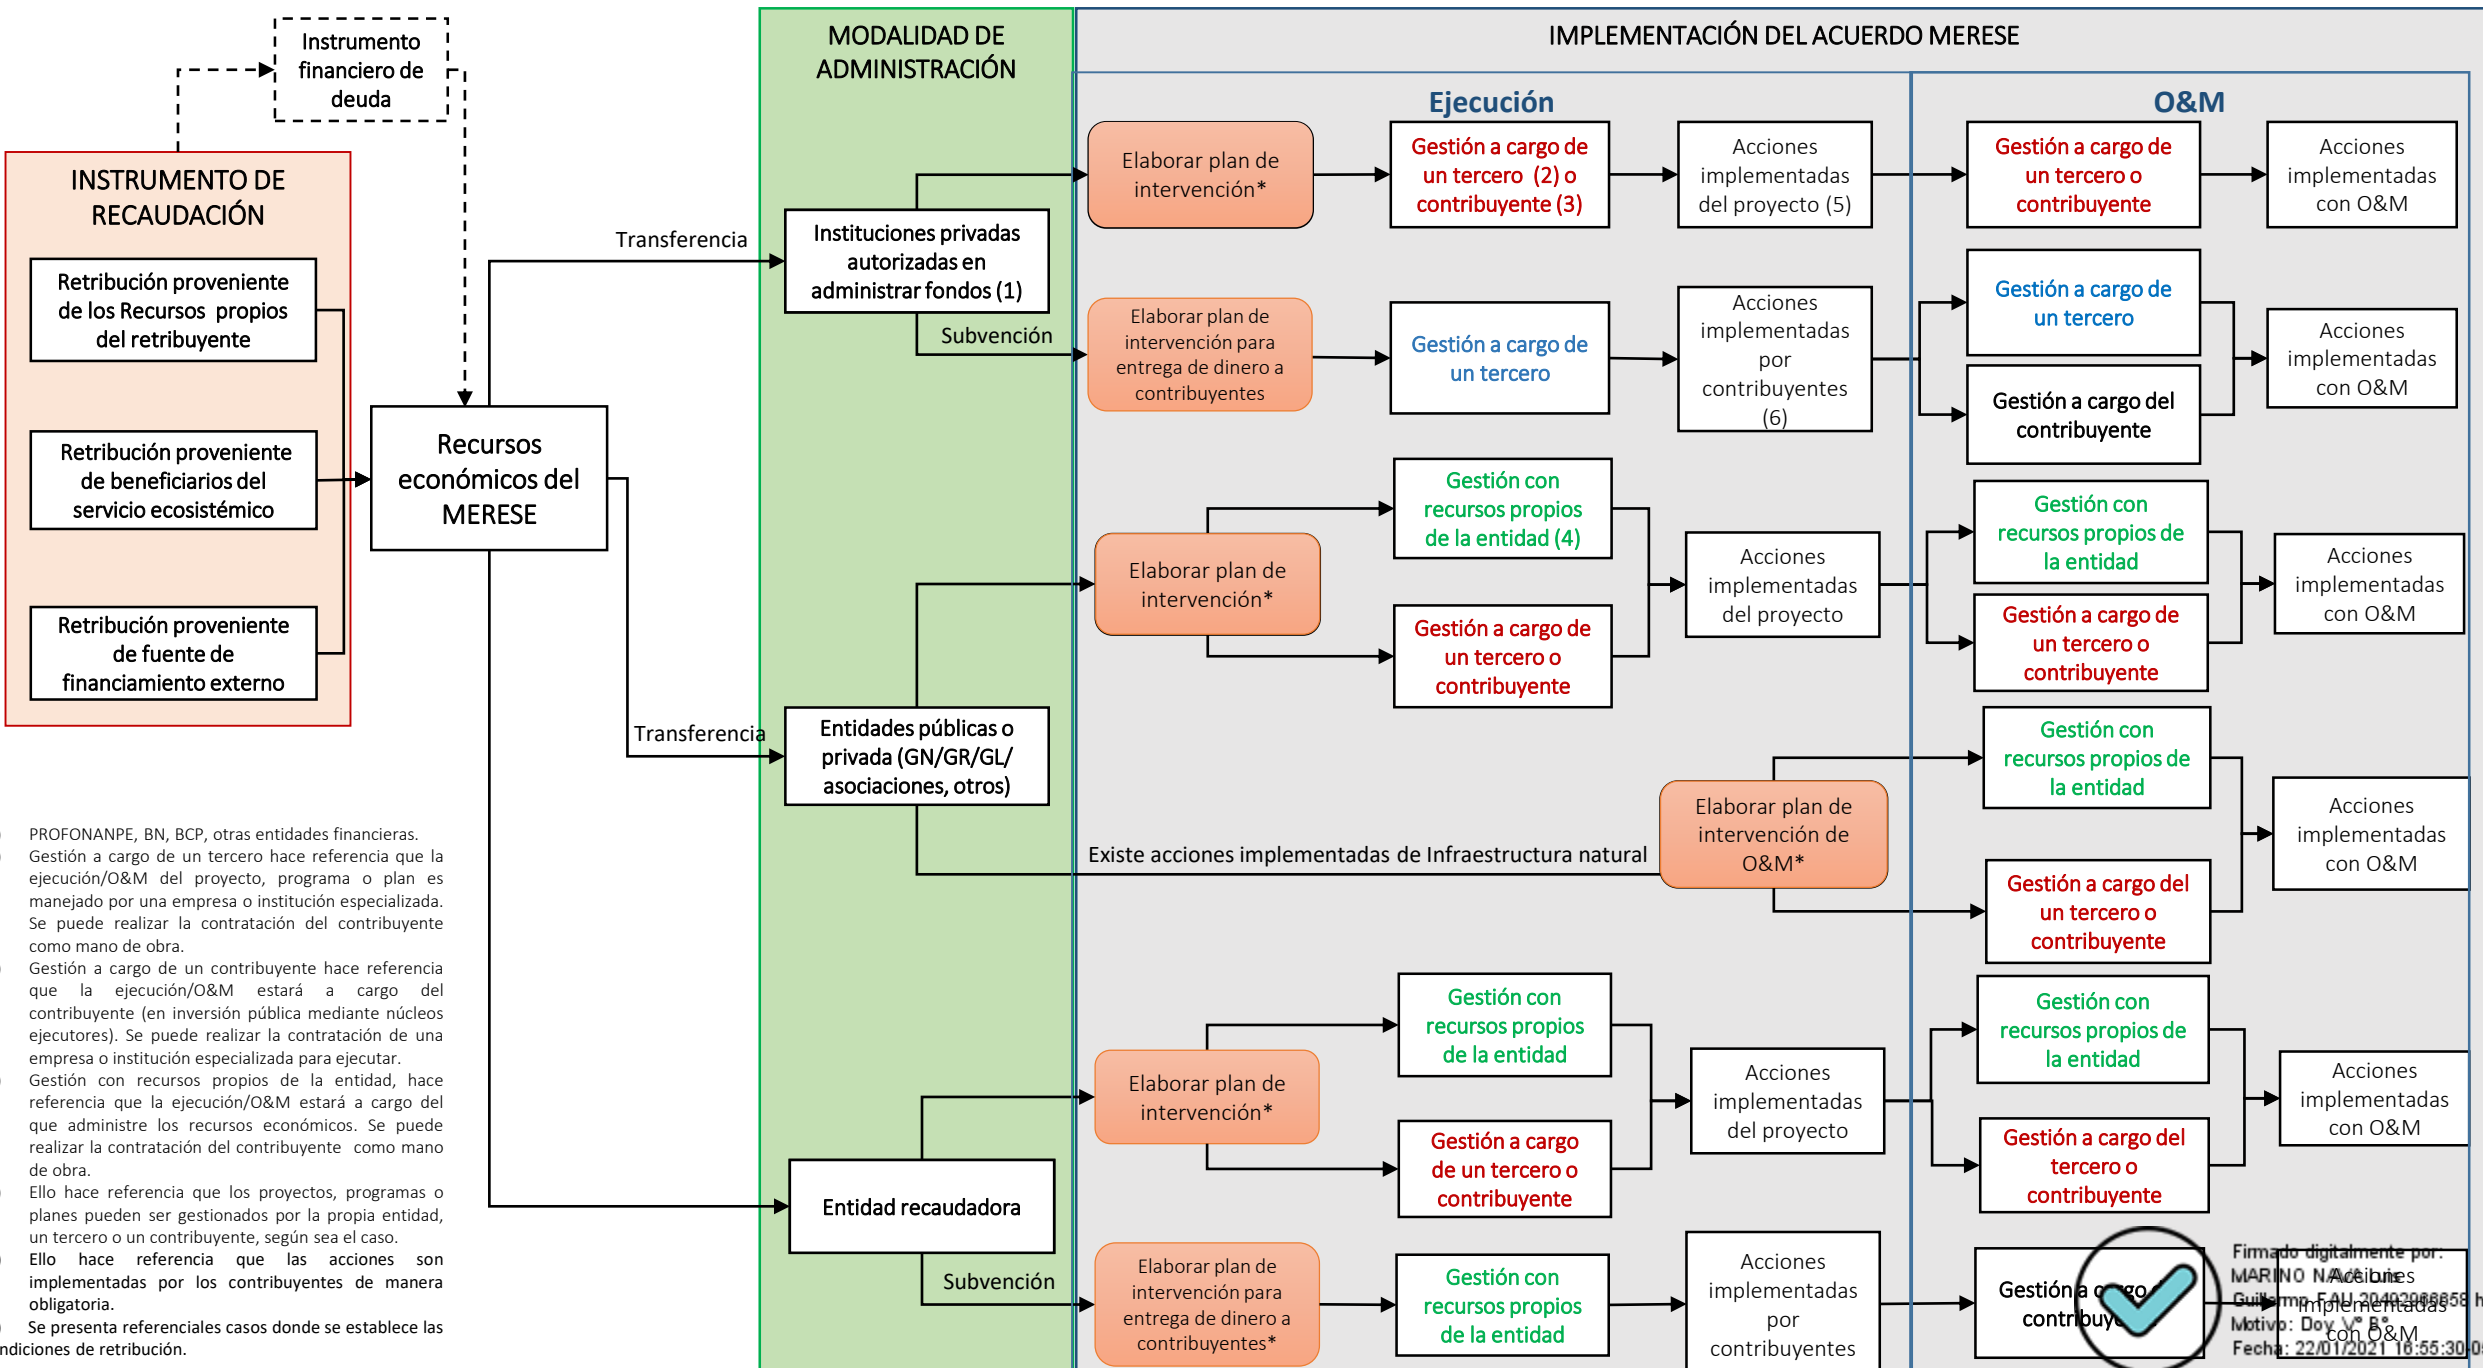 Instrumento
financiero de
deuda
INSTRUMENTO DE
RECAUDACIÓN
Retribución proveniente
de los Recursos propios
del retribuyente
Retribución proveniente
de beneficiarios del
servicio ecosistémico
Retribución proveniente
de fuente de
financiamiento externo
Recursos
económicos del
MERESE
Transferencia
Transferencia
MODALIDAD DE
ADMINISTRACIÓN
Instituciones privadas
autorizadas en
administrar fondos (1)
Subvención
Entidades públicas o
privada (GN/GR/GL/
asociaciones, otros)
Entidad recaudadora
Subvención
IMPLEMENTACIÓN DEL ACUERDO MERESE
Ejecución
O&M
Elaborar plan de
intervención*
Gestión a cargo de
un tercero (2) o
contribuyente (3)
Acciones
implementadas
del proyecto (5)
Gestión a cargo de
un tercero o
contribuyente
Acciones
implementadas
con O&M
Elaborar plan de
intervención para
entrega de dinero a
contribuyentes
Gestión a cargo de
un tercero
Acciones
implementadas
por
contribuyentes
(6)
Gestión a cargo de
un tercero
Gestión a cargo del
contribuyente
Acciones
implementadas
con O&M
Elaborar plan de
intervención*
Gestión con
recursos propios
de la entidad (4)
Gestión a cargo de
un tercero o
contribuyente
Acciones
implementadas
del proyecto
Gestión con
recursos propios de
la entidad
Gestión a cargo de
un tercero o
contribuyente
Acciones
implementadas
con O&M
Existe acciones implementadas de Infraestructura natural
Elaborar plan de
intervención de
O&M*
Gestión con
recursos propios de
la entidad
Gestión a cargo del
un tercero o
contribuyente
Acciones
implementadas
con O&M
Elaborar plan de
intervención*
Gestión con
recursos propios
de la entidad
Gestión a cargo
de un tercero o
contribuyente
Acciones
implementadas
del proyecto
Gestión con
recursos propios de
la entidad
Gestión a cargo del
tercero o
contribuyente
Acciones
implementadas
con O&M
Elaborar plan de
intervención para
entrega de dinero a
contribuyentes*
Gestión con
recursos propios
de la entidad
Acciones
implementadas
por
contribuyentes
Gestión a cargo
Acciones
implementadas
con O&M
Firmado digitalmente por:
MARINO NAVA Luis
Guillermo FAU
Motivo: Doy V° B°
Fecha: 22/01/2021 16:55:30
PROFONANPE, BN, BCP, otras entidades financieras.
Gestión a cargo de un tercero hace referencia que la
ejecución/O&M del proyecto, programa o plan es
manejado por una empresa o institución especializada.
Se puede realizar la contratación del contribuyente
como mano de obra.
Gestión a cargo de un contribuyente hace referencia
que la ejecución/O&M estará a cargo del
contribuyente (en inversión pública mediante núcleos
ejecutores). Se puede realizar la contratación de una
empresa o institución especializada para ejecutar.
Gestión con recursos propios de la entidad, hace
referencia que la ejecución/O&M estará a cargo del
que administre los recursos económicos. Se puede
realizar la contratación del contribuyente como mano
de obra.
Ello hace referencia que los proyectos, programas o
planes pueden ser gestionados por la propia entidad,
un tercero o un contribuyente, según sea el caso.
Ello hace referencia que las acciones son
implementadas por los contribuyentes de manera
obligatoria.
Se presenta referenciales casos donde se establece las
ndiciones de retribución.